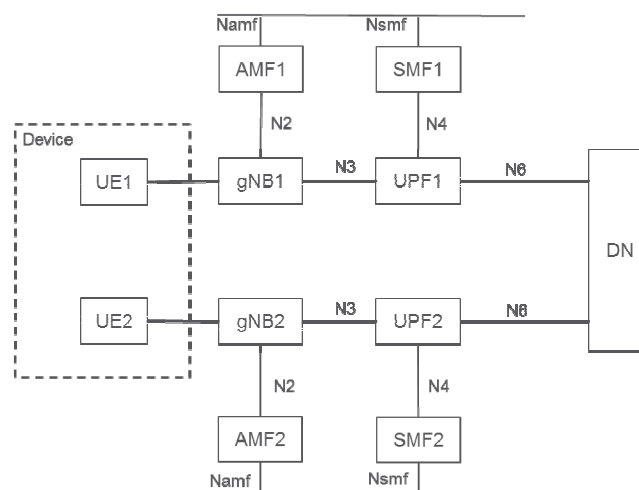 Namf Nsmf
AMF1 SMF1
N2 N4
Device
UE1 gNB1 N3 UPF1 N6
DN
UE2 gNB2 N3 UPF2 N6
N2 N4
AMF2 SMF2
Namf Nsmf